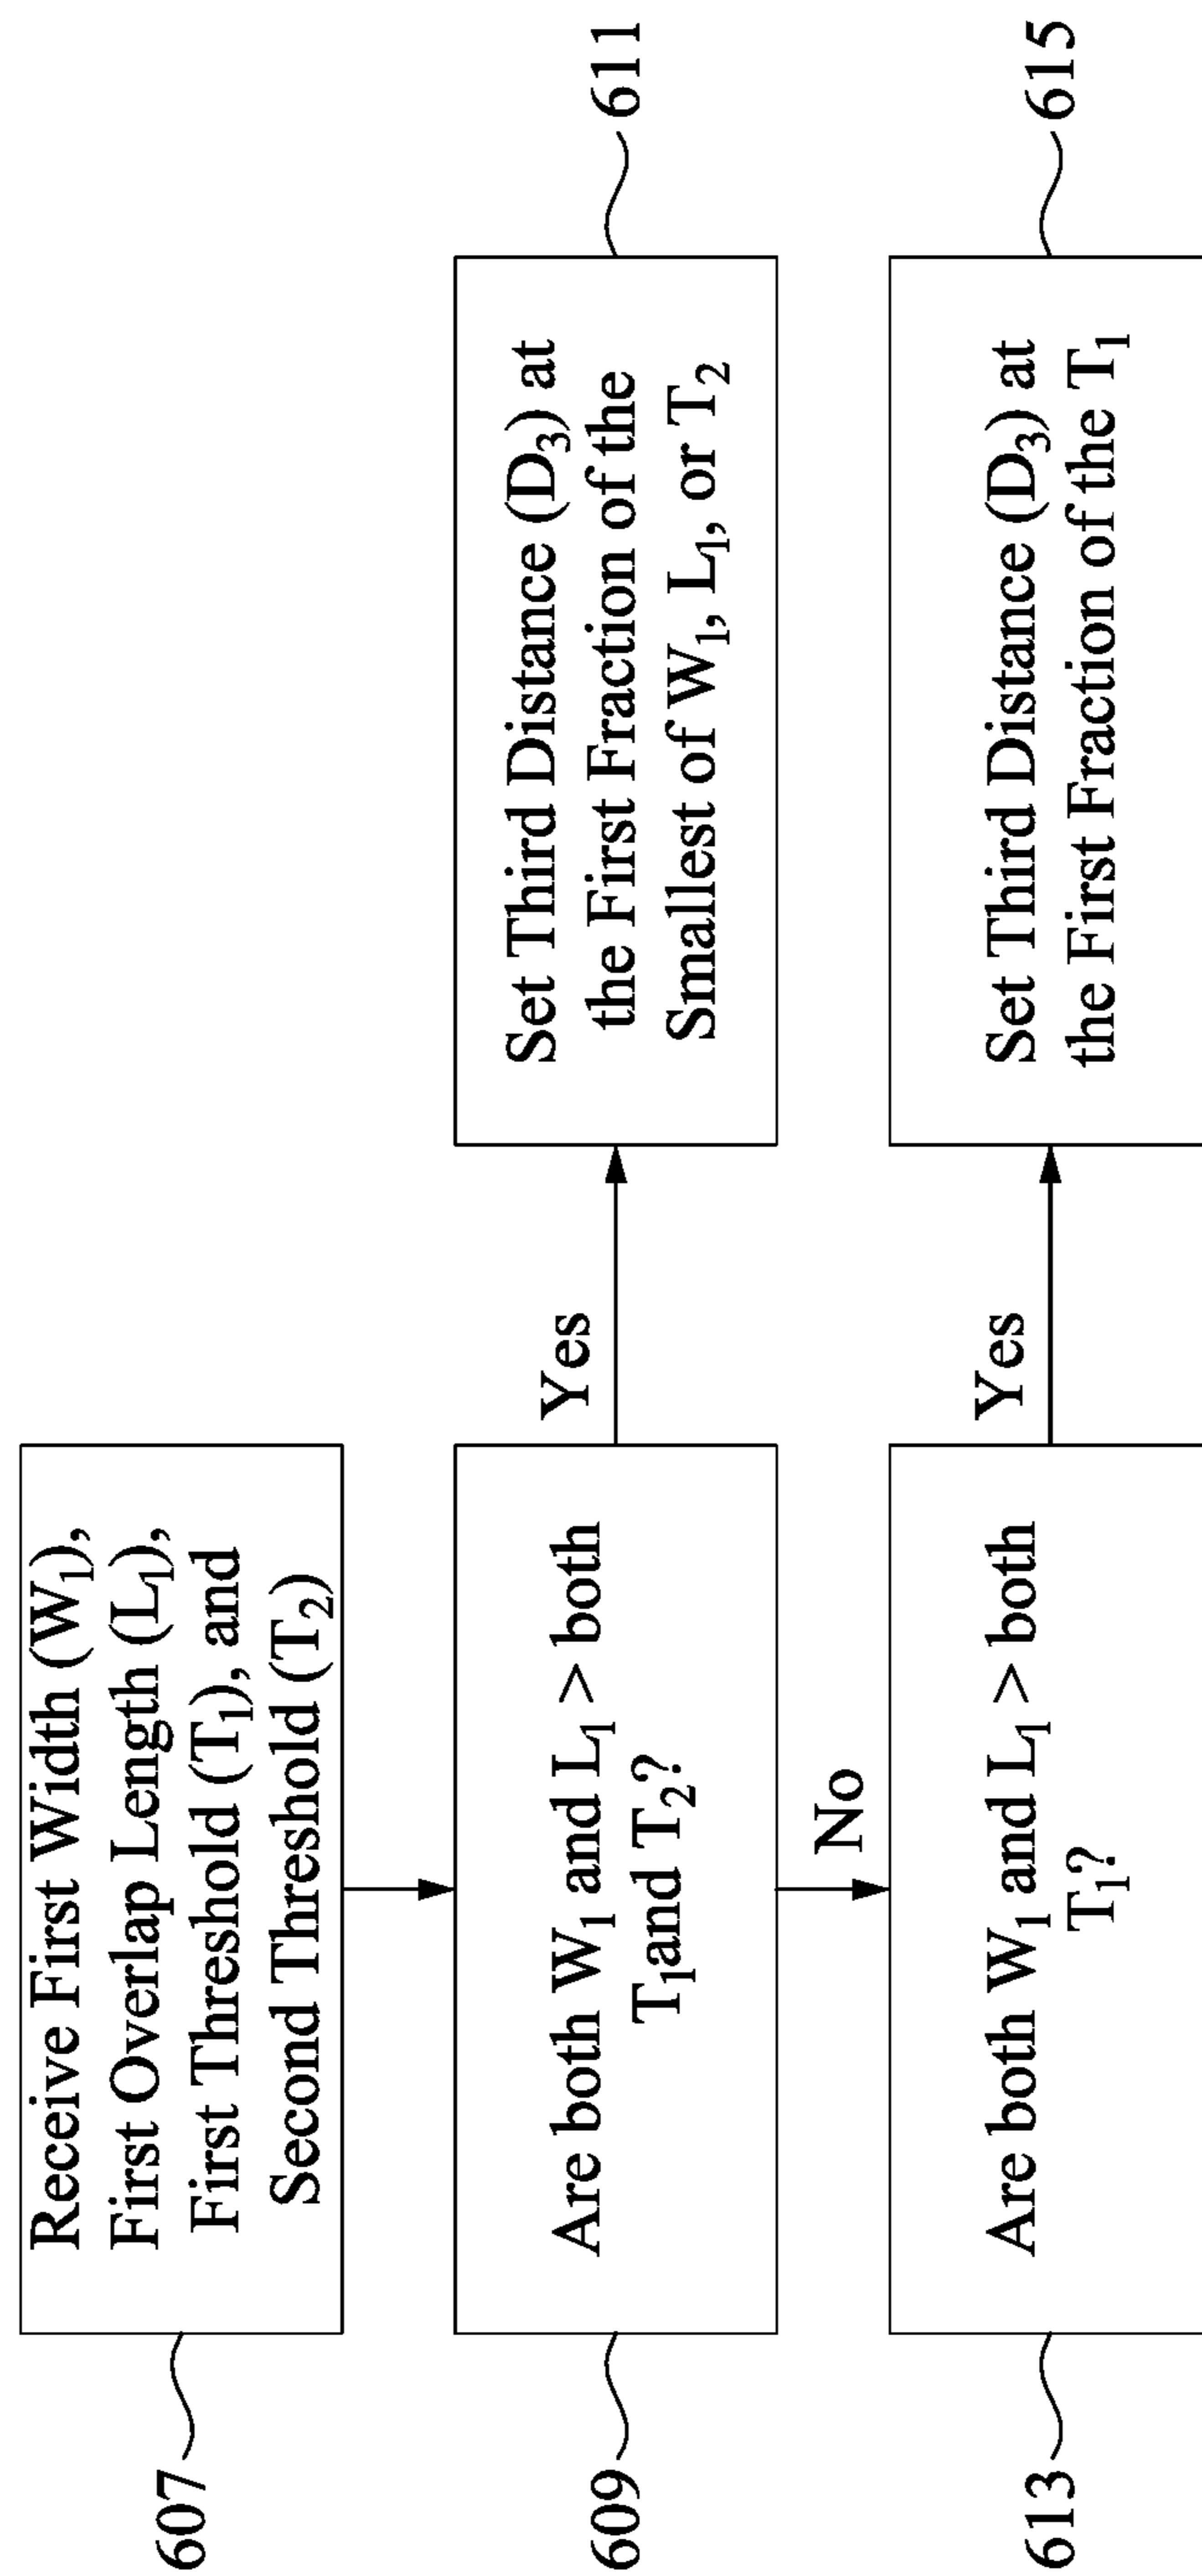 607
Receive First Width (W₁),
First Overlap Length (L₁),
First Threshold (T₁), and
Second Threshold (T₂)
609
Are both W₁ and L₁ > both
T₁and T₂?
Yes
Set Third Distance (D₃) at
the First Fraction of the
Smallest of W₁, L₁, or T₂
611
No
613
Are both W₁ and L₁ > both
T₁?
Yes
Set Third Distance (D₃) at
the First Fraction of the T₁
615